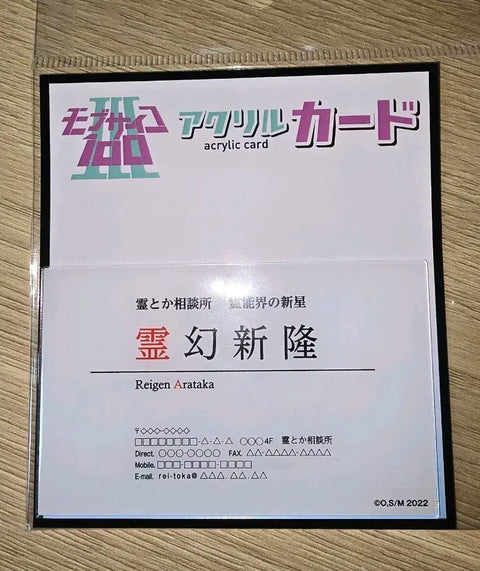 モブサイコ100 III
アクリルカード
acrylic card
霊とか相談所 霊能界の新星
霊幻新隆
Reigen Arataka
〒◇◇◇-◇◇◇◇
□□□□□□□□-△-△ ○○○4F 霊とか相談所
Direct. ○○○-○○○○ FAX. △△-△△△△-△△△△
Mobile. □□□-□□□□-□□□□
E-mail. rei-toka@△△△.△△.△△
©O,S/M 2022